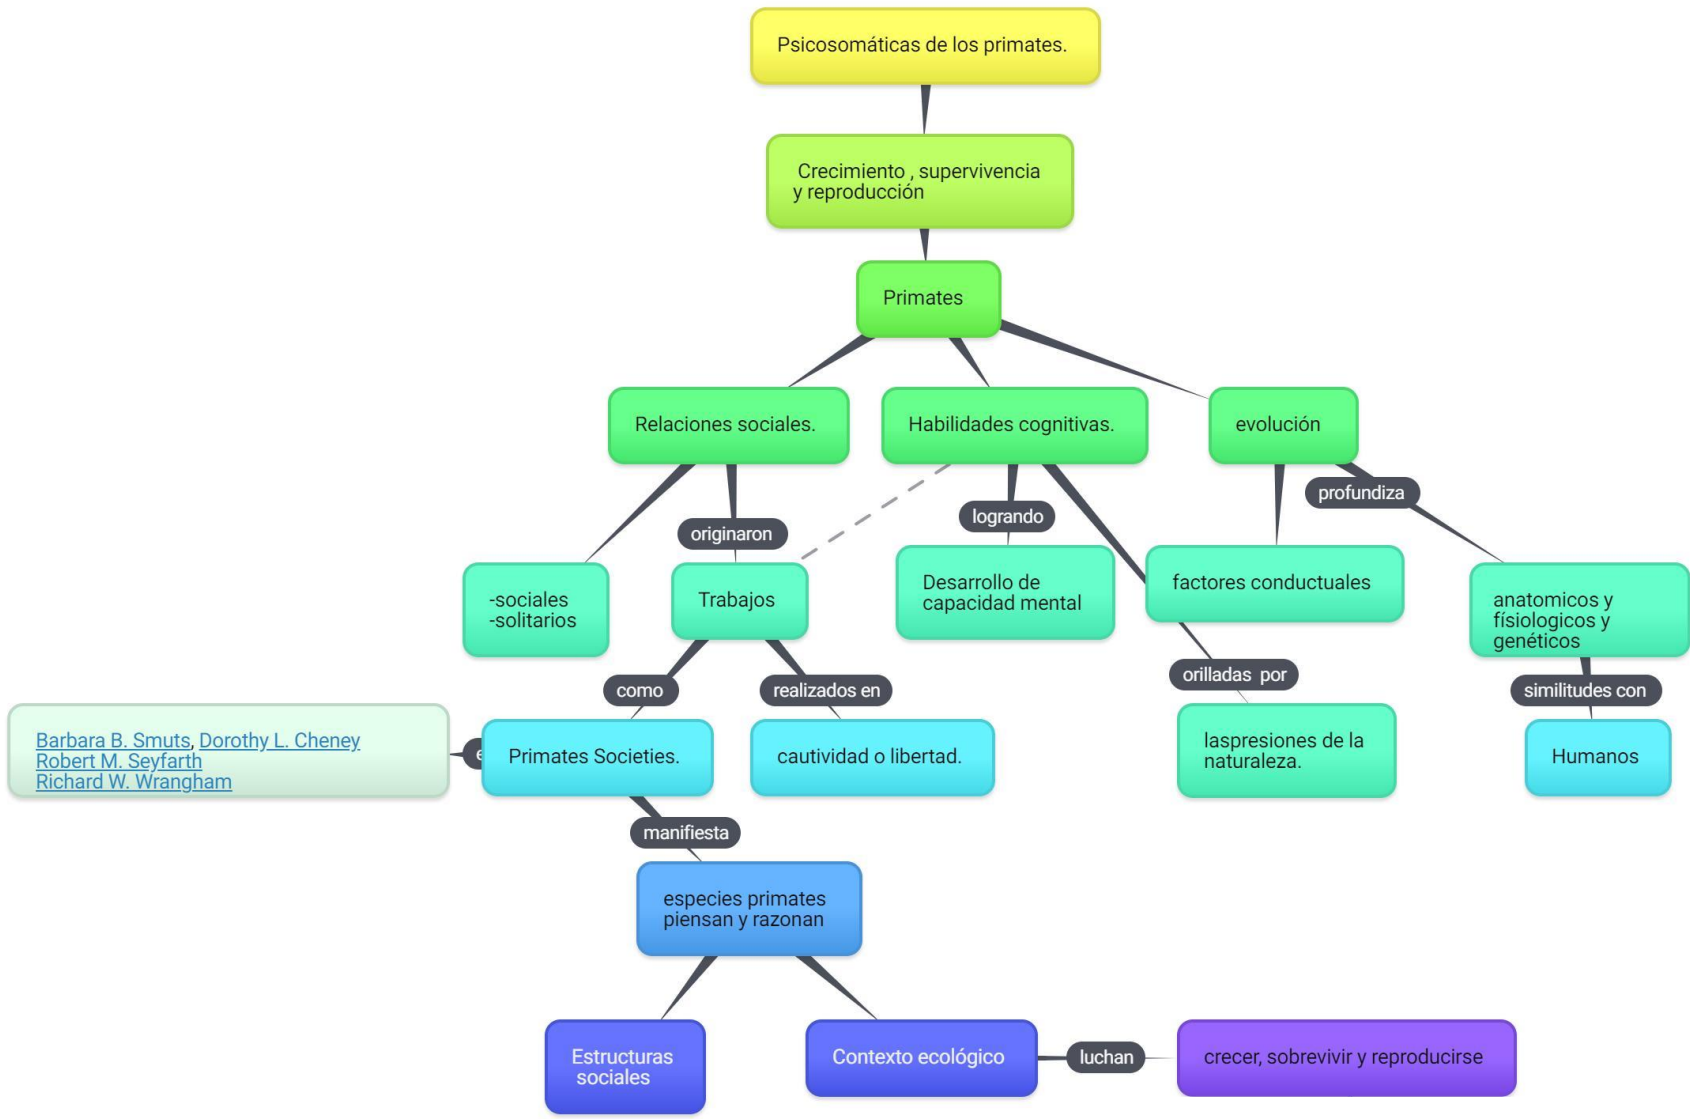 Psicosomáticas de los primates.
Crecimiento , supervivencia
y reproducción
Primates
Relaciones sociales.
Habilidades cognitivas.
evolución
profundiza
logrando
originaron
-sociales
-solitarios
Trabajos
Desarrollo de
capacidad mental
factores conductuales
anatomicos y
físiologicos y
genéticos
como
realizados en
orilladas por
similitudes con
Barbara B. Smuts, Dorothy L. Cheney
Robert M. Seyfarth
Richard W. Wrangham
Primates Societies.
cautividad o libertad.
laspresiones de la
naturaleza.
Humanos
manifiesta
especies primates
piensan y razonan
Estructuras
sociales
Contexto ecológico
luchan
crecer, sobrevivir y reproducirse